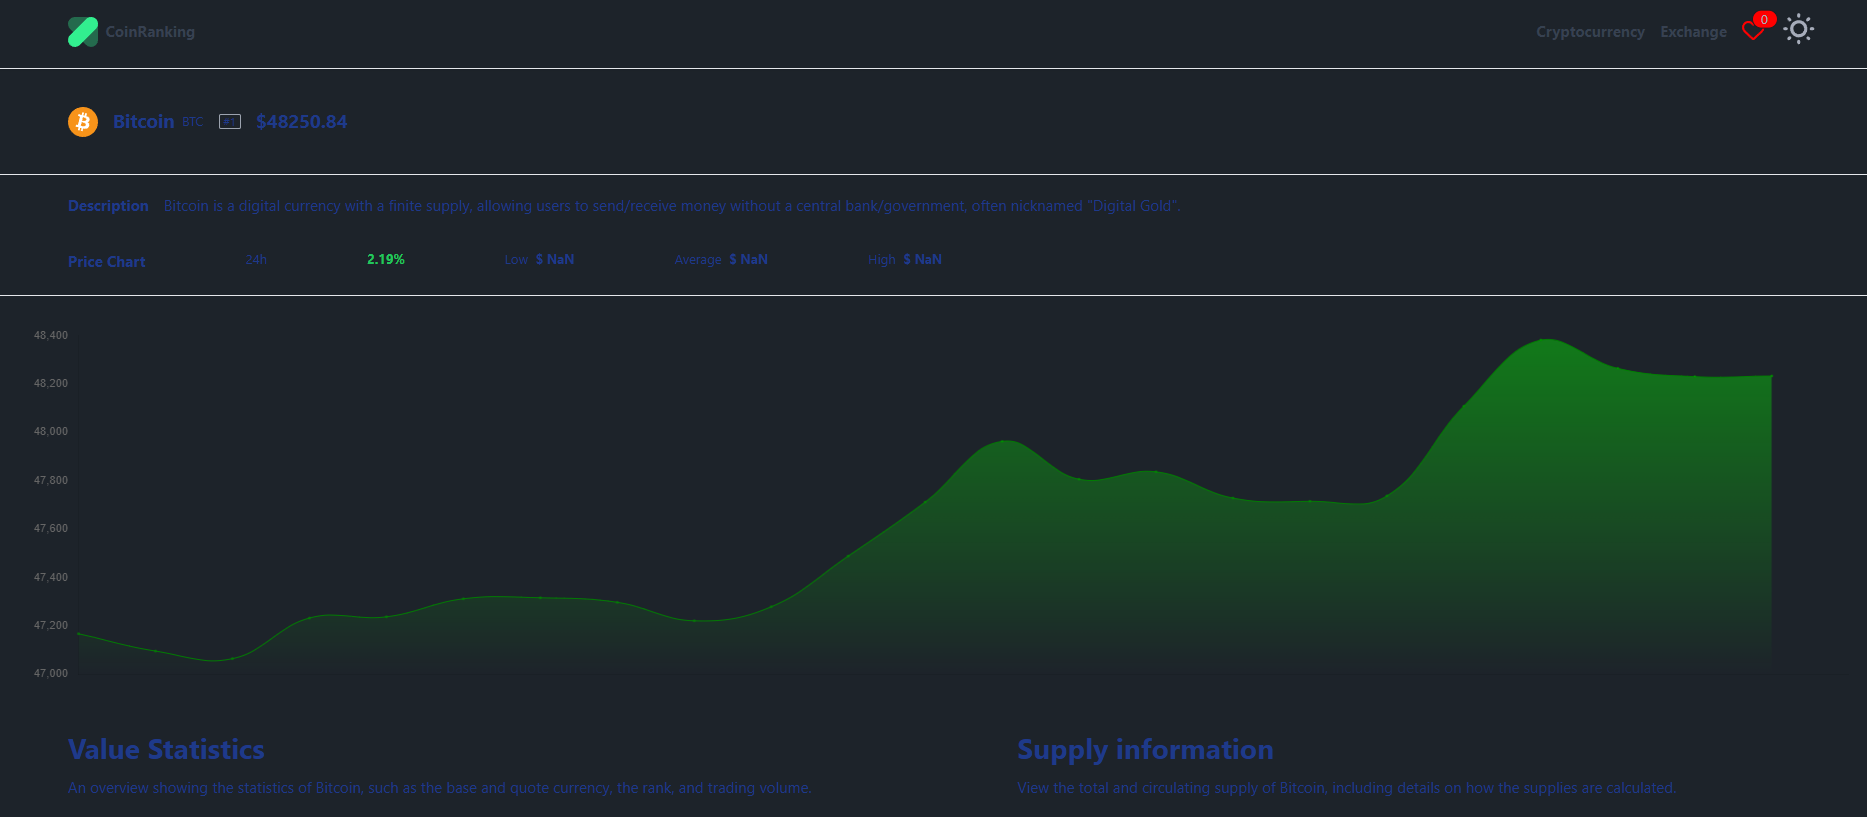 CoinRanking
Cryptocurrency Exchange 0
Bitcoin BTC #1 $48250.84
Description Bitcoin is a digital currency with a finite supply, allowing users to send/receive money without a central bank/government, often nicknamed "Digital Gold".
Price Chart 24h 2.19% Low $ NaN Average $ NaN High $ NaN
48,400
48,200
48,000
47,800
47,600
47,400
47,200
47,000
Value Statistics
An overview showing the statistics of Bitcoin, such as the base and quote currency, the rank, and trading volume.
Supply information
View the total and circulating supply of Bitcoin, including details on how the supplies are calculated.